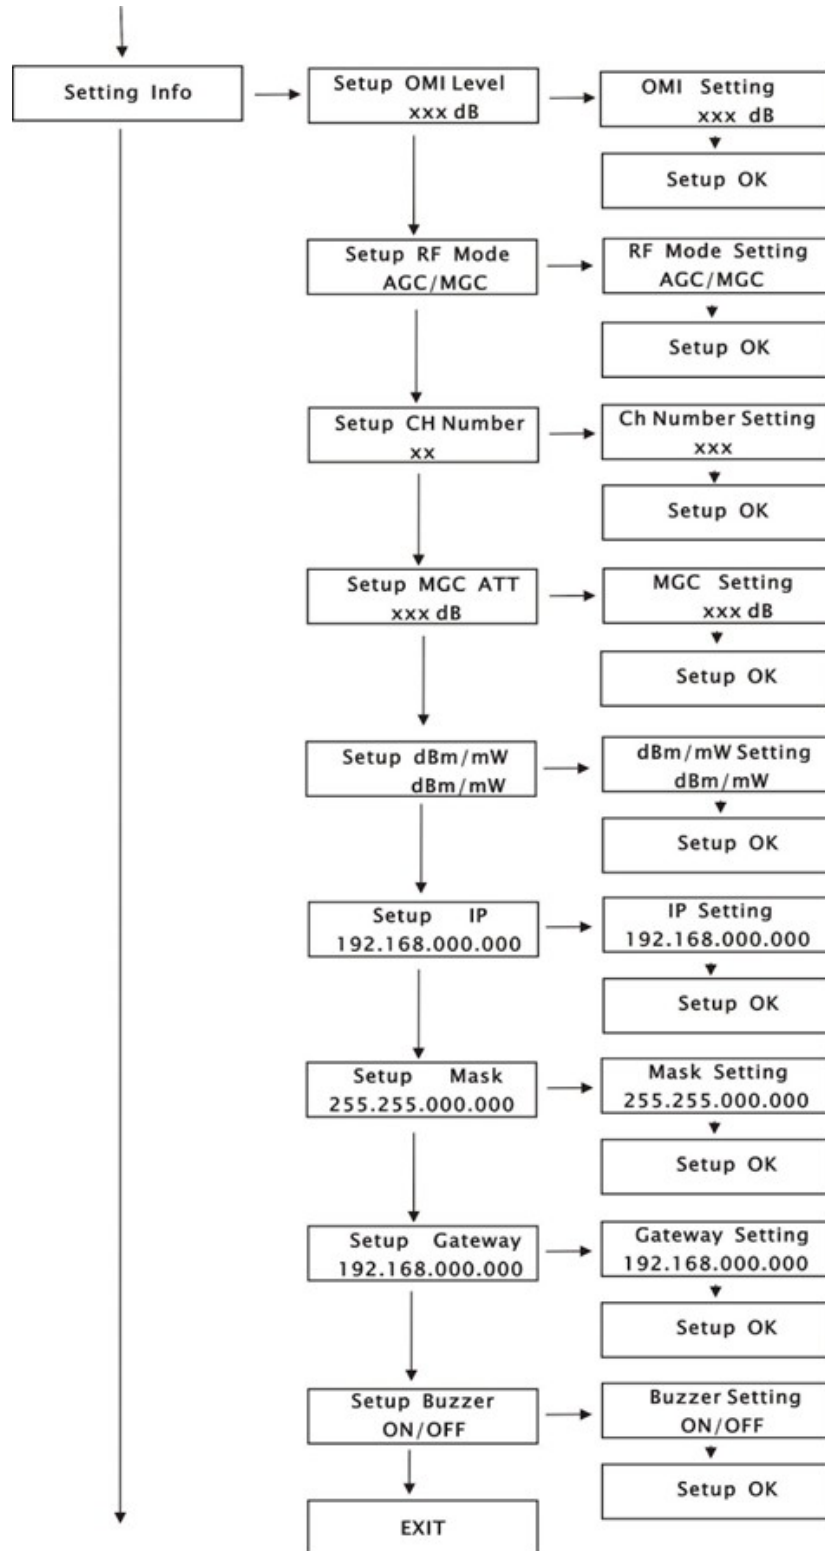 Setting Info
Setup OMI Level
xxx dB
OMI Setting
xxx dB
Setup OK
Setup RF Mode
AGC/MGC
RF Mode Setting
AGC/MGC
Setup OK
Setup CH Number
xx
Ch Number Setting
xxx
Setup OK
Setup MGC ATT
xxx dB
MGC Setting
xxx dB
Setup OK
Setup dBm/mW
dBm/mW
dBm/mW Setting
dBm/mW
Setup OK
Setup IP
192.168.000.000
IP Setting
192.168.000.000
Setup OK
Setup Mask
255.255.000.000
Mask Setting
255.255.000.000
Setup OK
Setup Gateway
192.168.000.000
Gateway Setting
192.168.000.000
Setup OK
Setup Buzzer
ON/OFF
Buzzer Setting
ON/OFF
Setup OK
EXIT